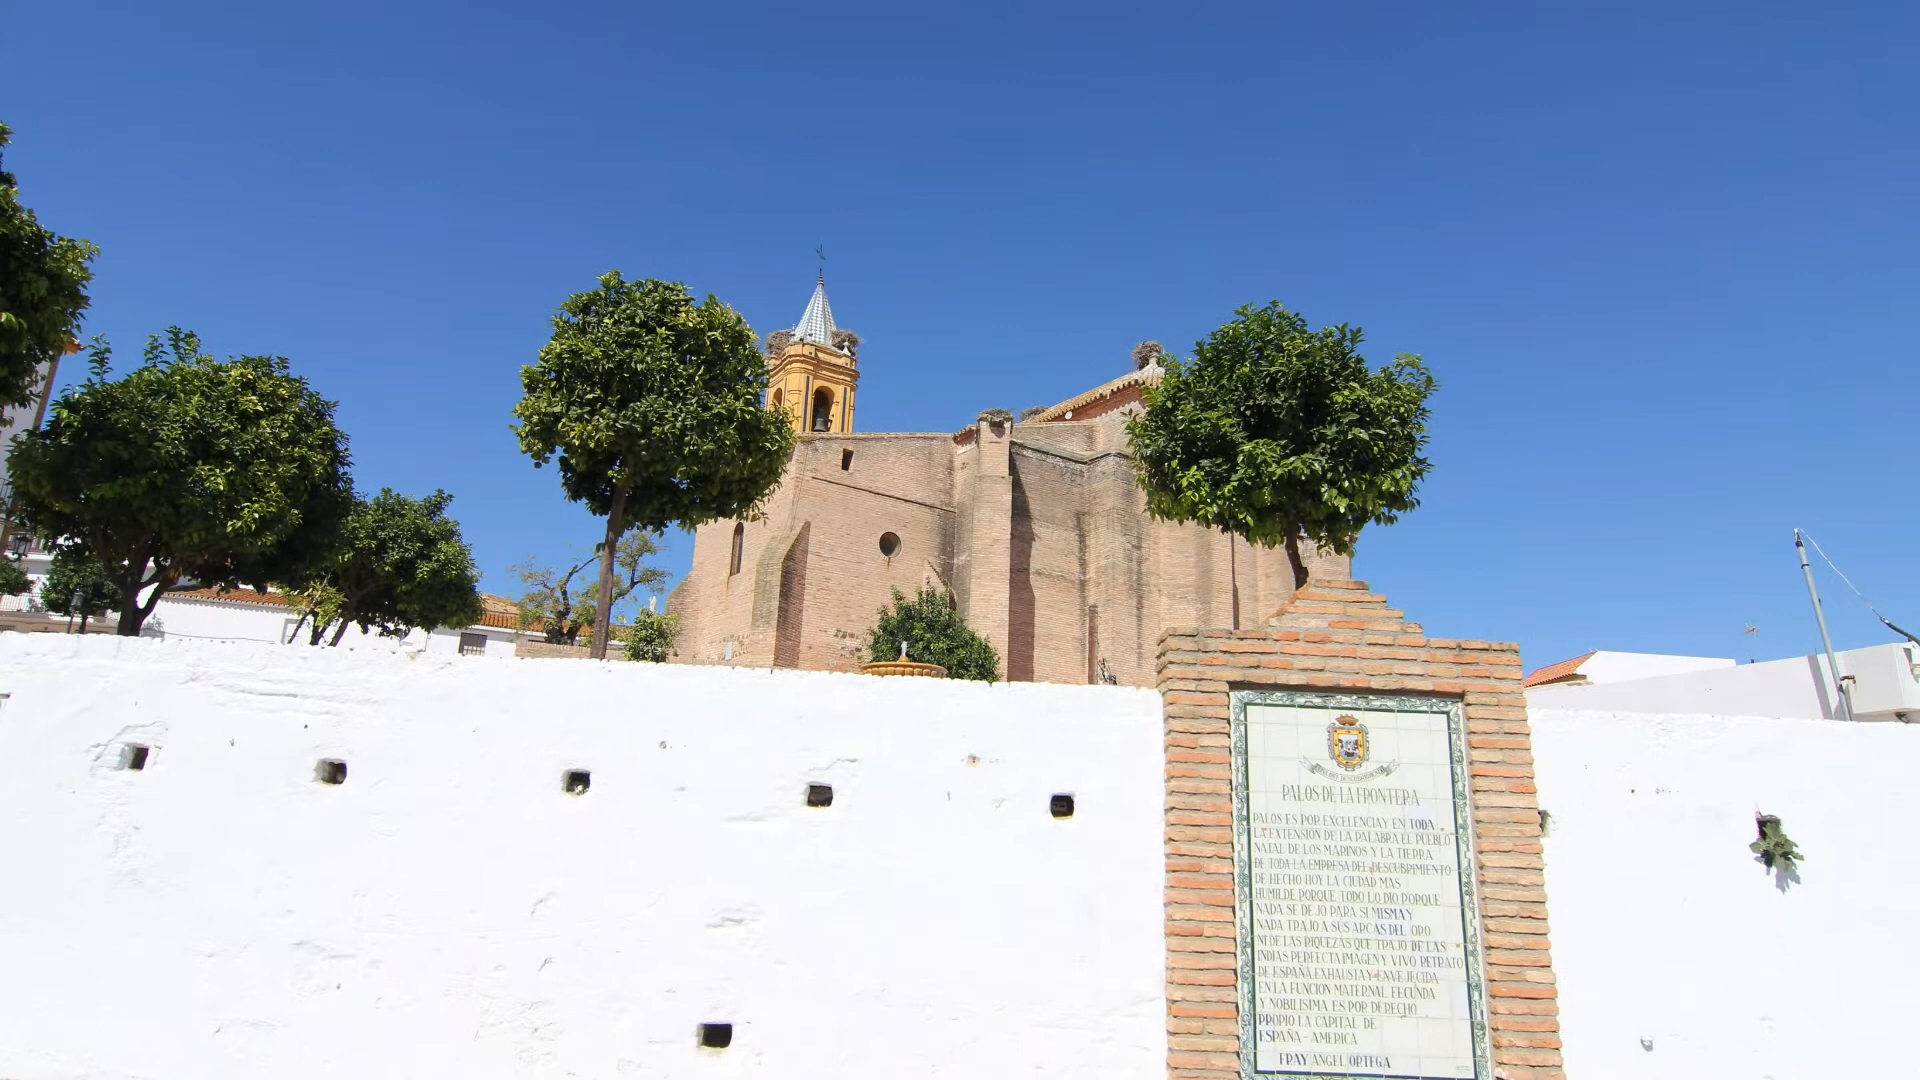 PALOS DE LA FRONTERA
PALOS ES POR EXCELENCIA Y EN TODA
LA EXTENSION DE LA PALABRA EL PUEBLO
NATAL DE LOS MARINOS Y LA TIERRA
DE TODA LA EMPRESA DEL DESCUBRIMIENTO
DE HECHO HOY LA CIUDAD MAS
HUMILDE PORQUE TODO LO DIO PORQUE
NADA SE DEJO PARA SI MISMA Y
NADA TRAJO A SUS ARCAS DEL ORO
NI DE LAS RIQUEZAS QUE TRAJO DE LAS
INDIAS PERFECTA IMAGEN Y VIVO RETRATO
DE ESPAÑA EXHAUSTA Y ENVEJECIDA
EN LA FUNCION MATERNAL FECUNDA
Y NOBILISIMA ES POR DERECHO
PROPIO LA CAPITAL DE
ESPAÑA-AMERICA
FRAY ANGEL ORTEGA